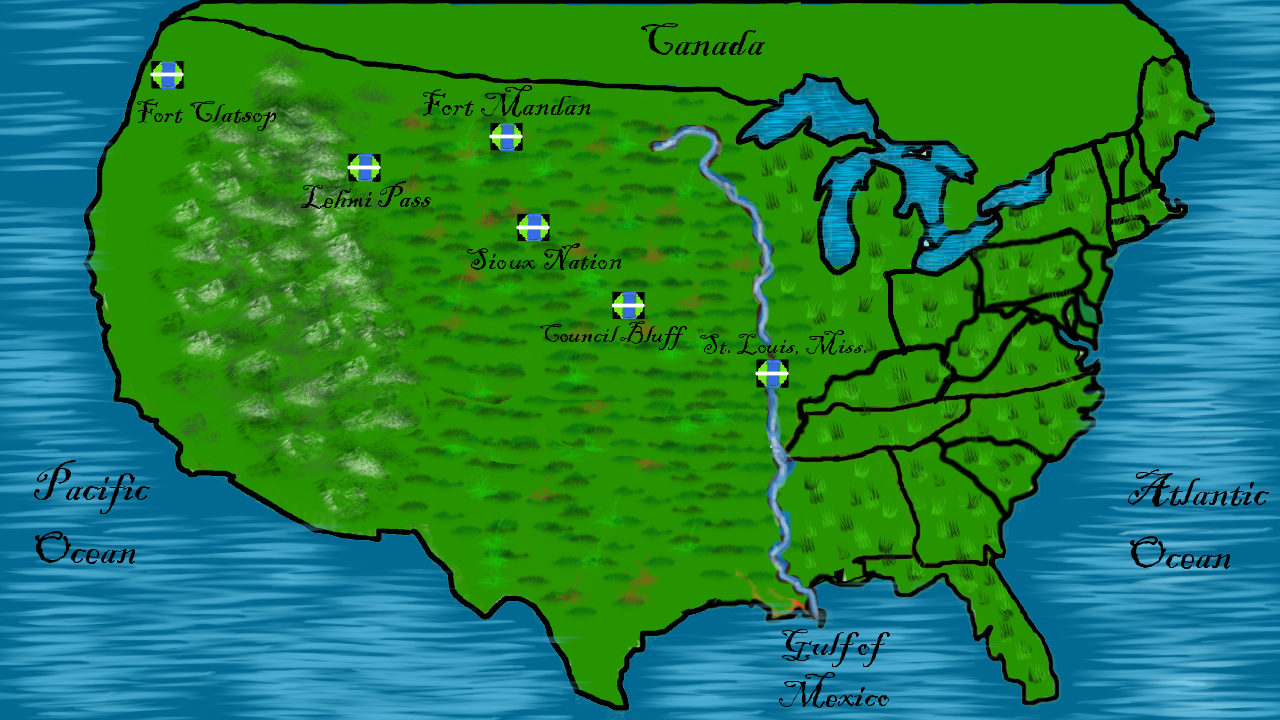 Canada
Fort Clatsop
Fort Mandan
Lehmi Pass
Sioux Nation
Council Bluff
St. Louis, Miss.
Pacific
Ocean
Atlantic
Ocean
Gulf of
Mexico